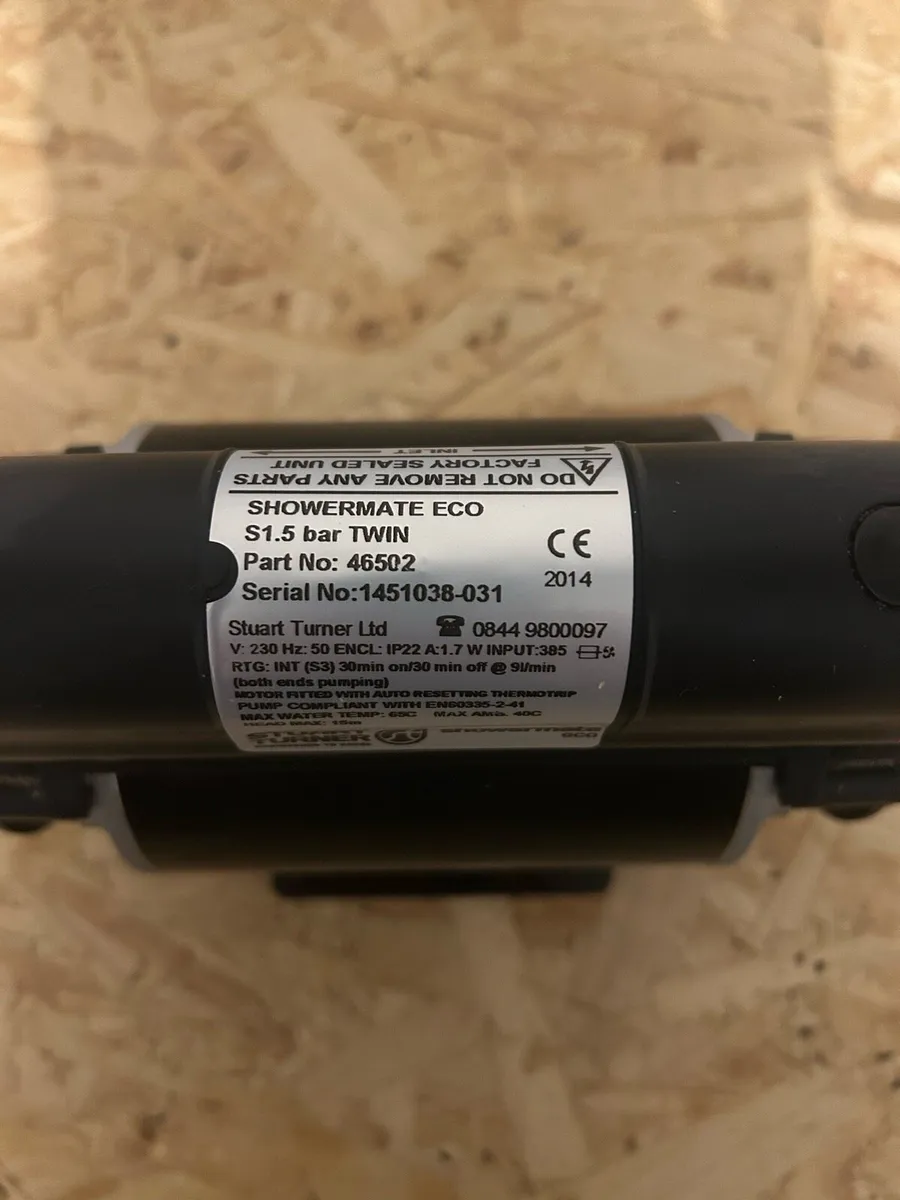 INLET
FACTORY SEALED UNIT
DO NOT REMOVE ANY PARTS
SHOWERMATE ECO
S1.5 bar TWIN
Part No: 46502
Serial No:1451038-031
CE
2014
Stuart Turner Ltd ☎ 0844 9800097
V: 230 Hz: 50 ENCL: IP22 A:1.7 W INPUT:385
RTG: INT (S3) 30min on/30 min off @ 9l/min
(both ends pumping)
MOTOR FITTED WITH AUTO RESETTING THERMOTRIP
PUMP COMPLIANT WITH EN60335-2-41
MAX WATER TEMP: 65C MAX AMB. 40C
HEAD MAX: 15m
STUART TURNER showermate eco